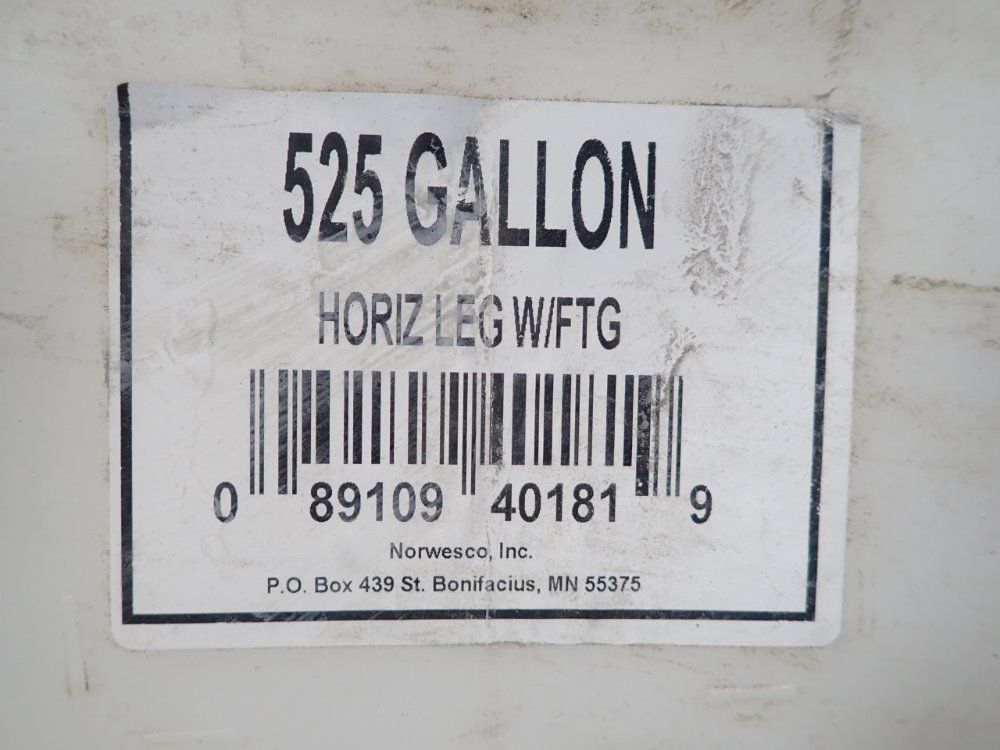 525 GALLON
HORIZ LEG W/FTG
0 89109 40181 9
Norwesco, Inc.
P.O. Box 439 St. Bonifacius, MN 55375